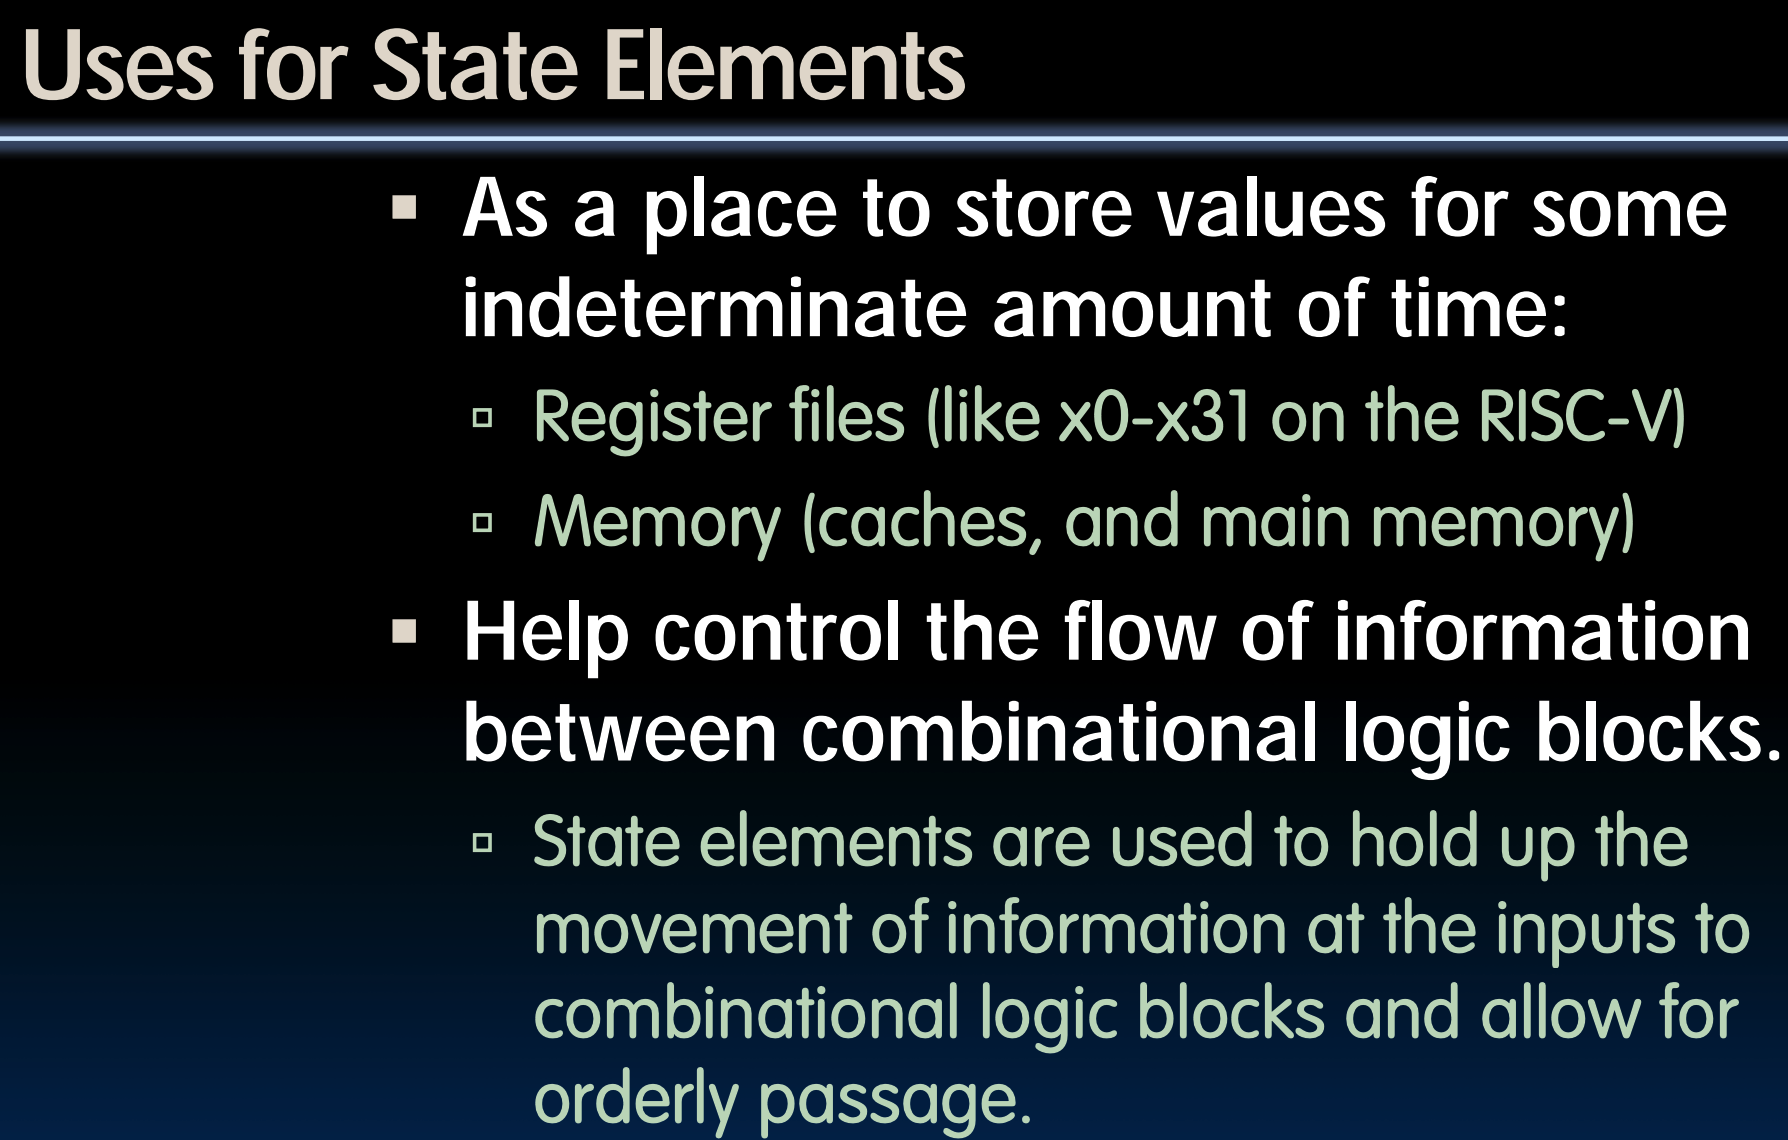 Uses for State Elements
As a place to store values for some
indeterminate amount of time:
Register files (like x0-x31 on the RISC-V)
Memory (caches, and main memory)
Help control the flow of information
between combinational logic blocks.
State elements are used to hold up the
movement of information at the inputs to
combinational logic blocks and allow for
orderly passage.